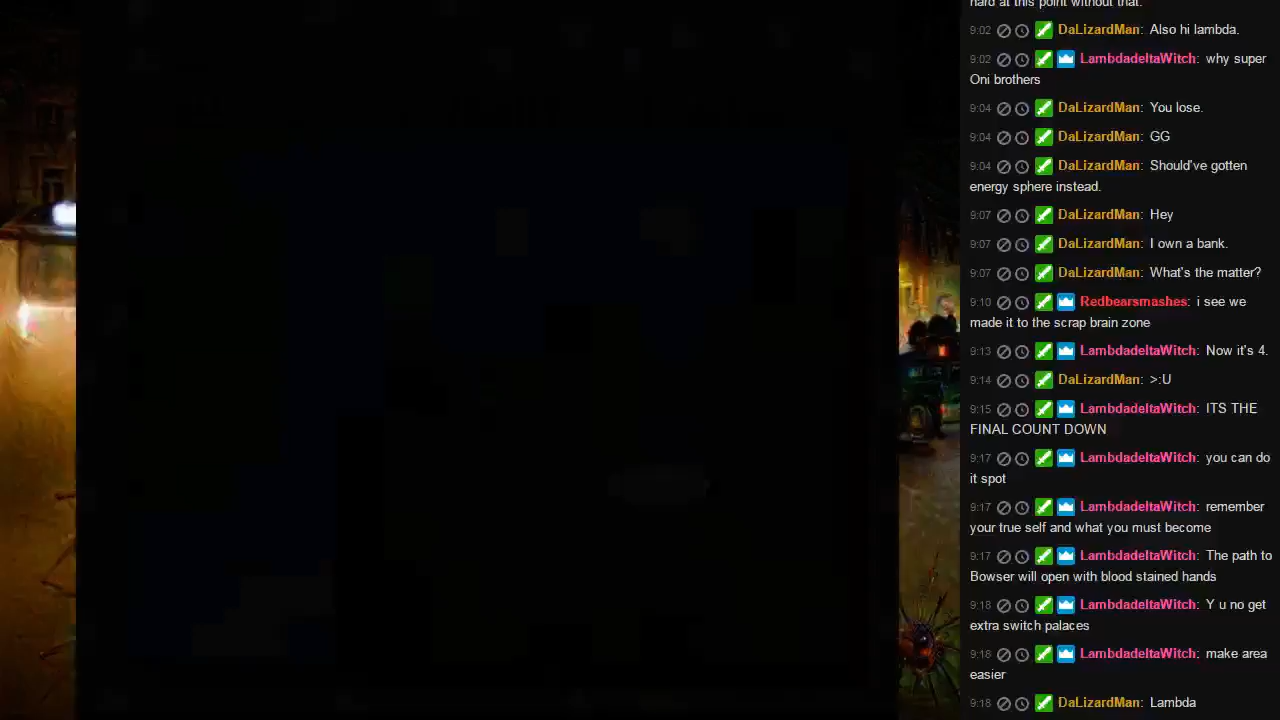 hard at this point without that.
9:02 DaLizardMan: Also hi lambda.
9:02 LambdadeltaWitch: why super
Oni brothers
9:04 DaLizardMan: You lose.
9:04 DaLizardMan: GG
9:04 DaLizardMan: Should've gotten
energy sphere instead.
9:07 DaLizardMan: Hey
9:07 DaLizardMan: I own a bank.
9:07 DaLizardMan: What's the matter?
9:10 Redbearsmashes: i see we
made it to the scrap brain zone
9:13 LambdadeltaWitch: Now it's 4.
9:14 DaLizardMan: >:U
9:15 LambdadeltaWitch: ITS THE
FINAL COUNT DOWN
9:17 LambdadeltaWitch: you can do
it spot
9:17 LambdadeltaWitch: remember
your true self and what you must become
9:17 LambdadeltaWitch: The path to
Bowser will open with blood stained hands
9:18 LambdadeltaWitch: Y u no get
extra switch palaces
9:18 LambdadeltaWitch: make area
easier
9:18 DaLizardMan: Lambda